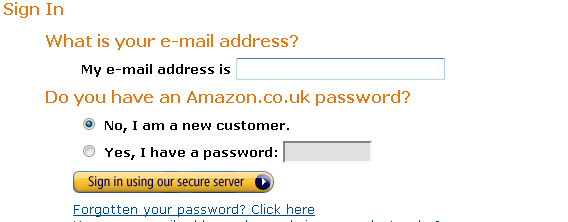 Sign In
What is your e-mail address?
My e-mail address is
Do you have an Amazon.co.uk password?
No, I am a new customer.
Yes, I have a password:
Sign in using our secure server
Forgotten your password? Click here